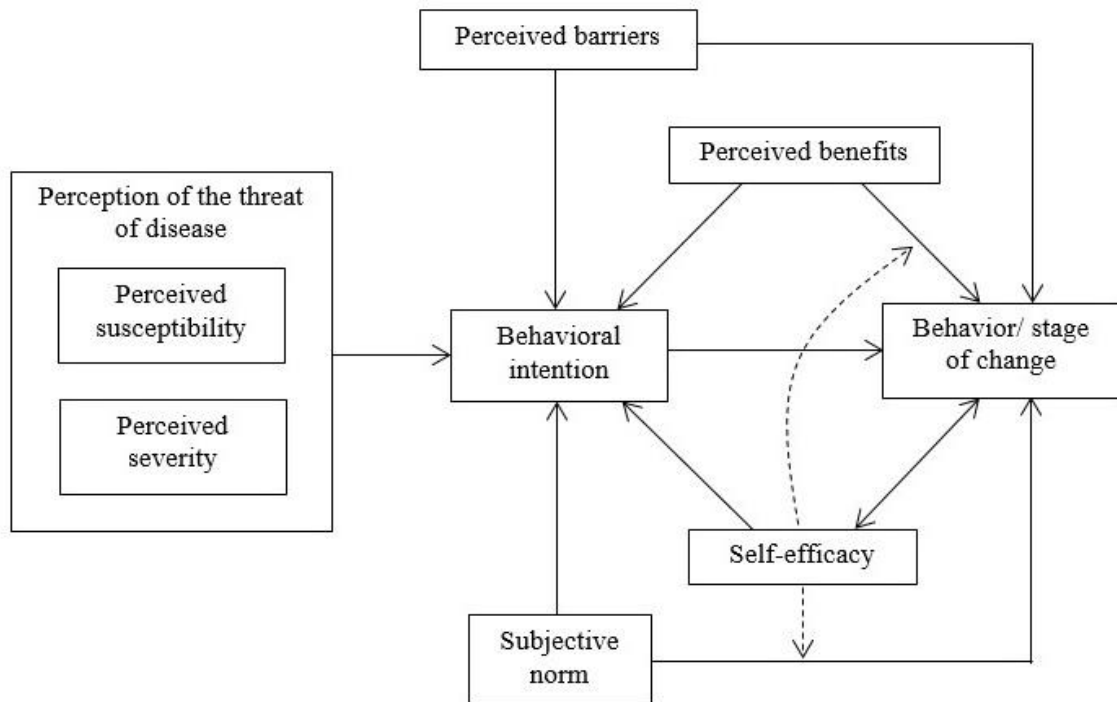 Perceived barriers
Perceived benefits
Perception of the threat
of disease
Perceived
susceptibility
Perceived
severity
Behavioral
intention
Behavior/ stage
of change
Self-efficacy
Subjective
norm